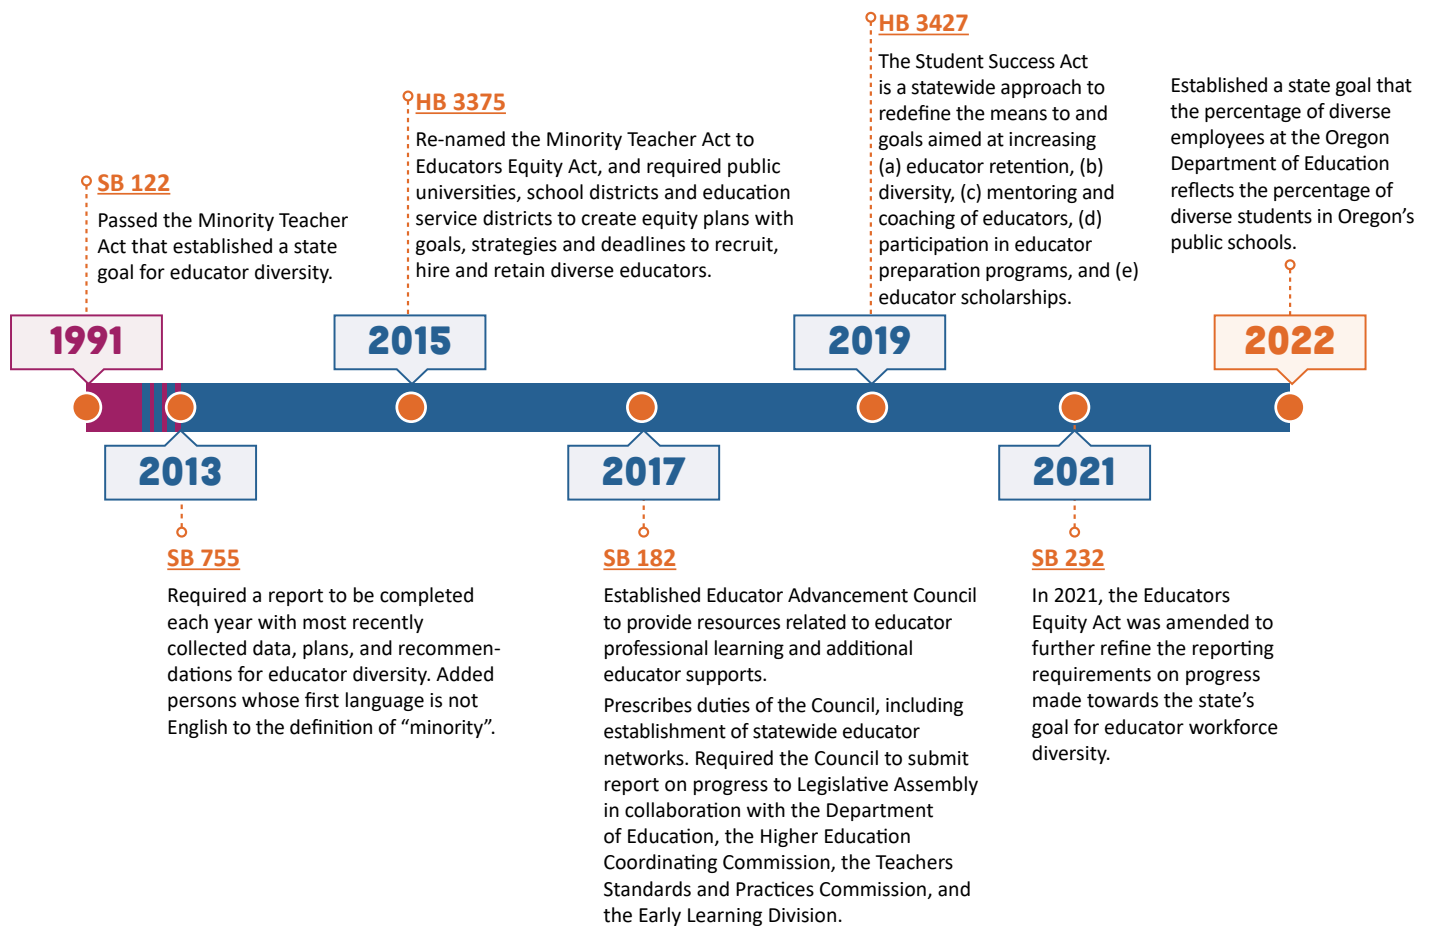 1991
SB 122
Passed the Minority Teacher
Act that established a state
goal for educator diversity.
2013
SB 755
Required a report to be completed
each year with most recently
collected data, plans, and recommen-
dations for educator diversity. Added
persons whose first language is not
English to the definition of “minority”.
2015
HB 3375
Re-named the Minority Teacher Act to
Educators Equity Act, and required public
universities, school districts and education
service districts to create equity plans with
goals, strategies and deadlines to recruit,
hire and retain diverse educators.
2017
SB 182
Established Educator Advancement Council
to provide resources related to educator
professional learning and additional
educator supports.
Prescribes duties of the Council, including
establishment of statewide educator
networks. Required the Council to submit
report on progress to Legislative Assembly
in collaboration with the Department
of Education, the Higher Education
Coordinating Commission, the Teachers
Standards and Practices Commission, and
the Early Learning Division.
2019
HB 3427
The Student Success Act
is a statewide approach to
redefine the means to and
goals aimed at increasing
(a) educator retention, (b)
diversity, (c) mentoring and
coaching of educators, (d)
participation in educator
preparation programs, and (e)
educator scholarships.
2021
SB 232
In 2021, the Educators
Equity Act was amended to
further refine the reporting
requirements on progress
made towards the state’s
goal for educator workforce
diversity.
2022
Established a state goal that
the percentage of diverse
employees at the Oregon
Department of Education
reflects the percentage of
diverse students in Oregon’s
public schools.